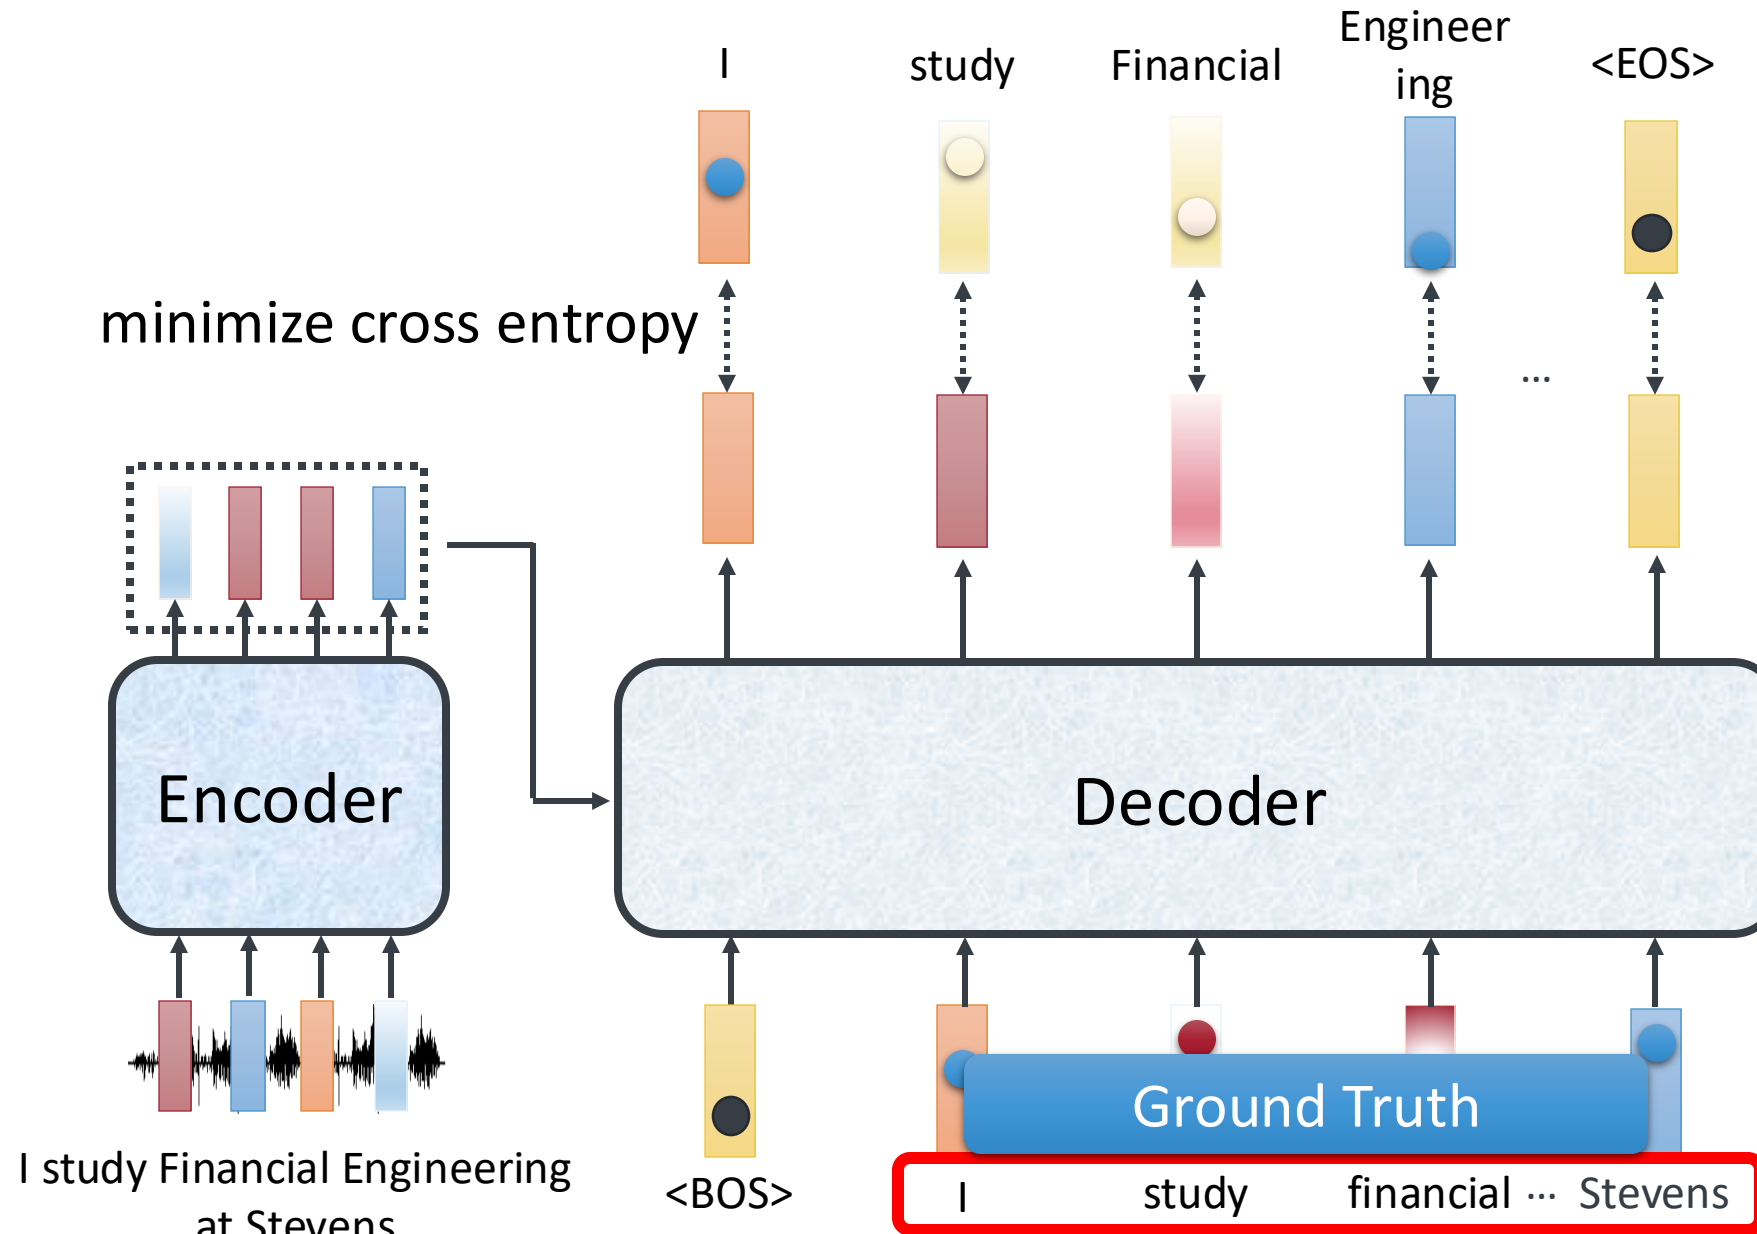 I
study
Financial
Engineer
ing
<EOS>
minimize cross entropy
...
Encoder
Decoder
Ground Truth
I study Financial Engineering
at Stevens
<BOS>
I study financial ... Stevens